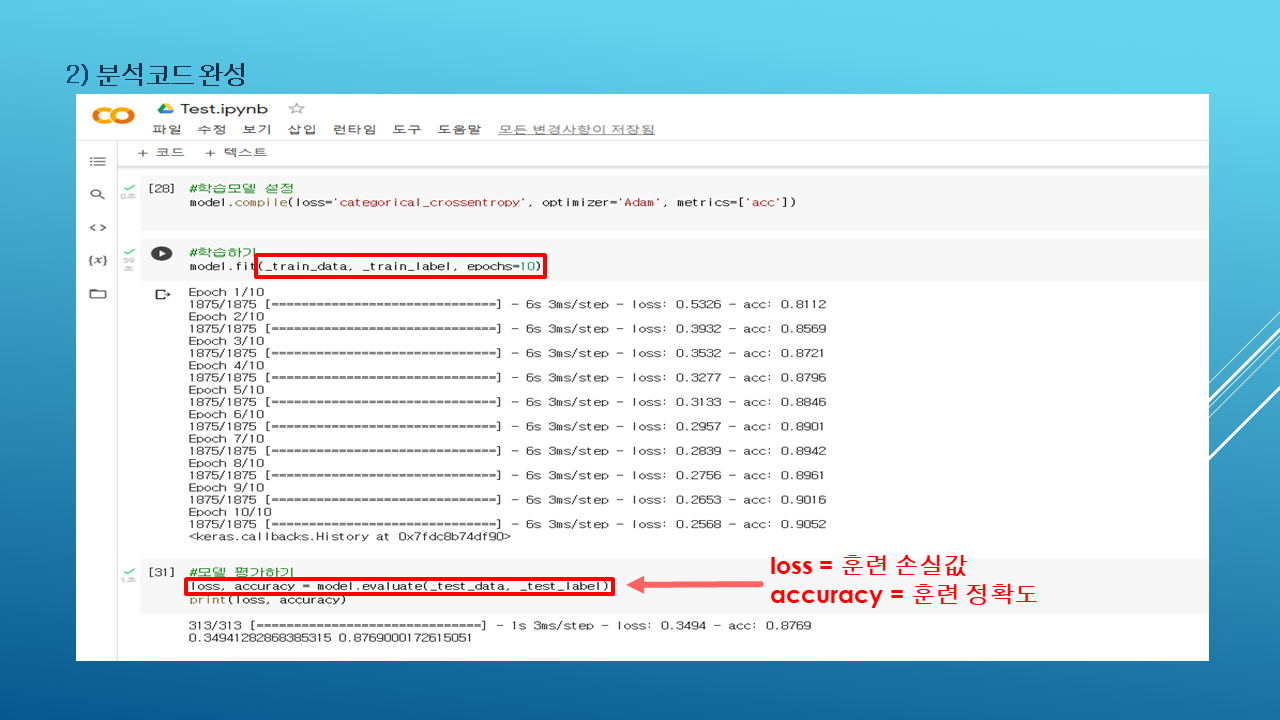 2) 분석코드 완성
Test.ipynb
파일 수정 보기 삽입 런타임 도구 도움말 모든 변경사항이 저장됨
+ 코드 + 텍스트
[28] #학습모델 설정
0초
model.compile(loss='categorical_crossentropy', optimizer='Adam', metrics=['acc'])
#학습하기
59초
model.fit(_train_data, _train_label, epochs=10)
Epoch 1/10
1875/1875 [==============================] - 6s 3ms/step - loss: 0.5326 - acc: 0.8112
Epoch 2/10
1875/1875 [==============================] - 6s 3ms/step - loss: 0.3932 - acc: 0.8569
Epoch 3/10
1875/1875 [==============================] - 6s 3ms/step - loss: 0.3532 - acc: 0.8721
Epoch 4/10
1875/1875 [==============================] - 6s 3ms/step - loss: 0.3277 - acc: 0.8796
Epoch 5/10
1875/1875 [==============================] - 6s 3ms/step - loss: 0.3133 - acc: 0.8846
Epoch 6/10
1875/1875 [==============================] - 6s 3ms/step - loss: 0.2957 - acc: 0.8901
Epoch 7/10
1875/1875 [==============================] - 6s 3ms/step - loss: 0.2839 - acc: 0.8942
Epoch 8/10
1875/1875 [==============================] - 6s 3ms/step - loss: 0.2756 - acc: 0.8961
Epoch 9/10
1875/1875 [==============================] - 6s 3ms/step - loss: 0.2653 - acc: 0.9016
Epoch 10/10
1875/1875 [==============================] - 6s 3ms/step - loss: 0.2568 - acc: 0.9052
<keras.callbacks.History at 0x7fdc8b74df90>
[31] #모델 평가하기
1초
loss, accuracy = model.evaluate(_test_data, _test_label)
print(loss, accuracy)
loss = 훈련 손실값
accuracy = 훈련 정확도
313/313 [==============================] - 1s 3ms/step - loss: 0.3494 - acc: 0.8769
0.34941282868385315 0.8769000172615051